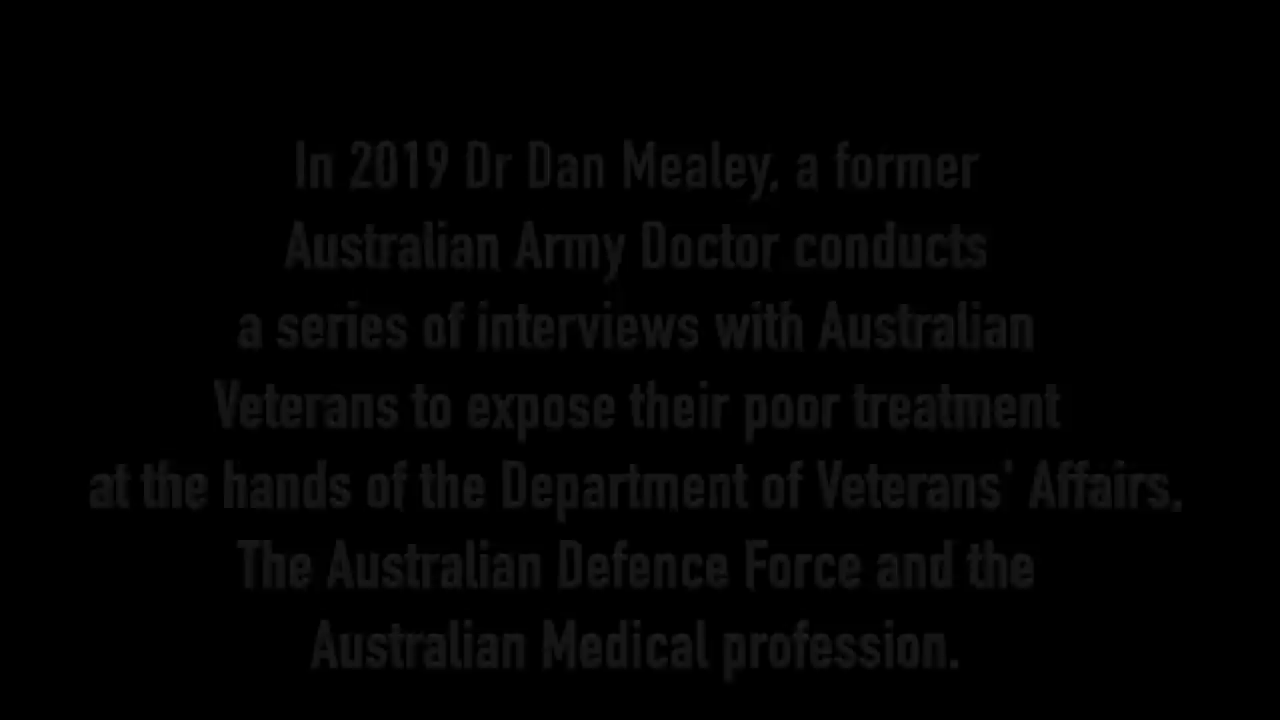 In 2019 Dr Dan Mealey, a former
Australian Army Doctor conducts
a series of interviews with Australian
Veterans to expose their poor treatment
at the hands of the Department of Veterans' Affairs,
The Australian Defence Force and the
Australian Medical profession.